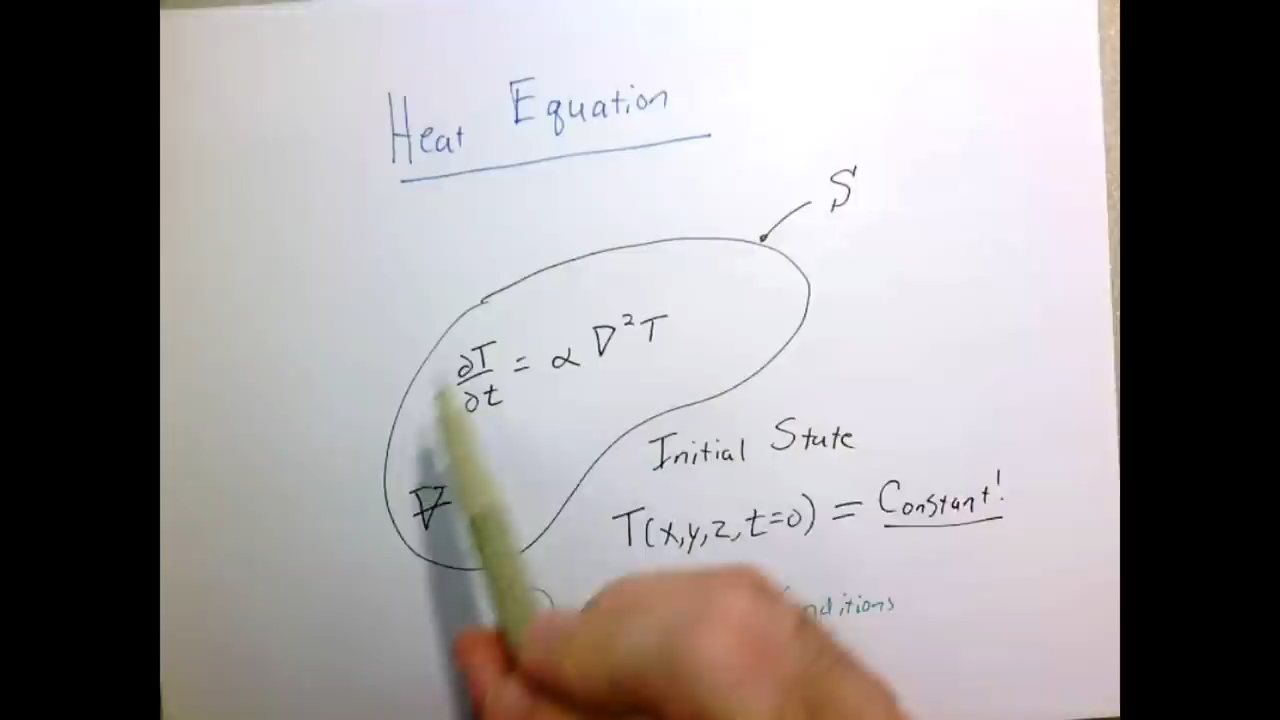 Heat Equation
S
∂T/∂t = α ∇²T
Initial State
T(x,y,z,t=0) = Constant!